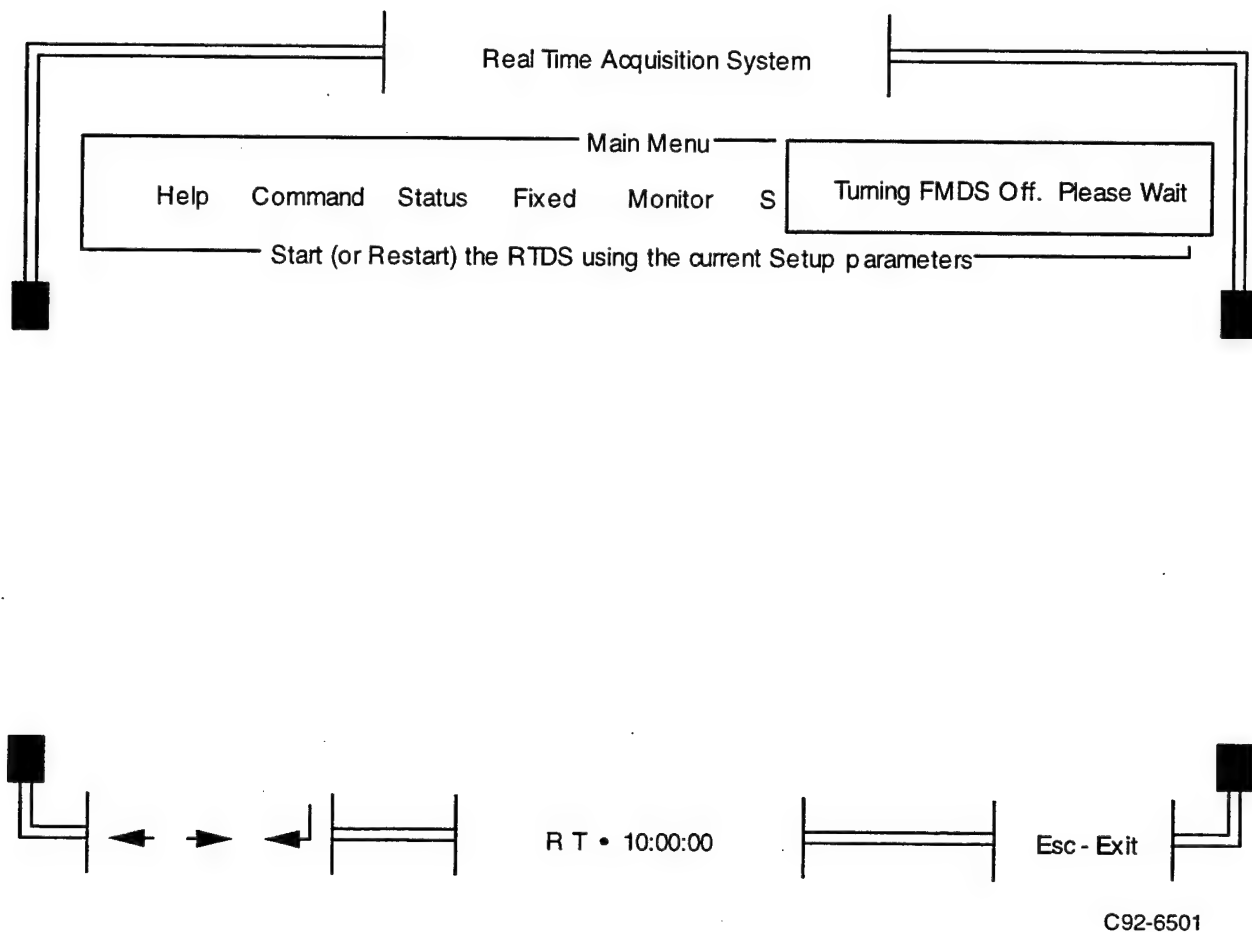 Real Time Acquisition System
Main Menu
Help Command Status Fixed Monitor S
Turning FMDS Off. Please Wait
Start (or Restart) the RTDS using the current Setup parameters
R T • 10:00:00
Esc - Exit
C92-6501